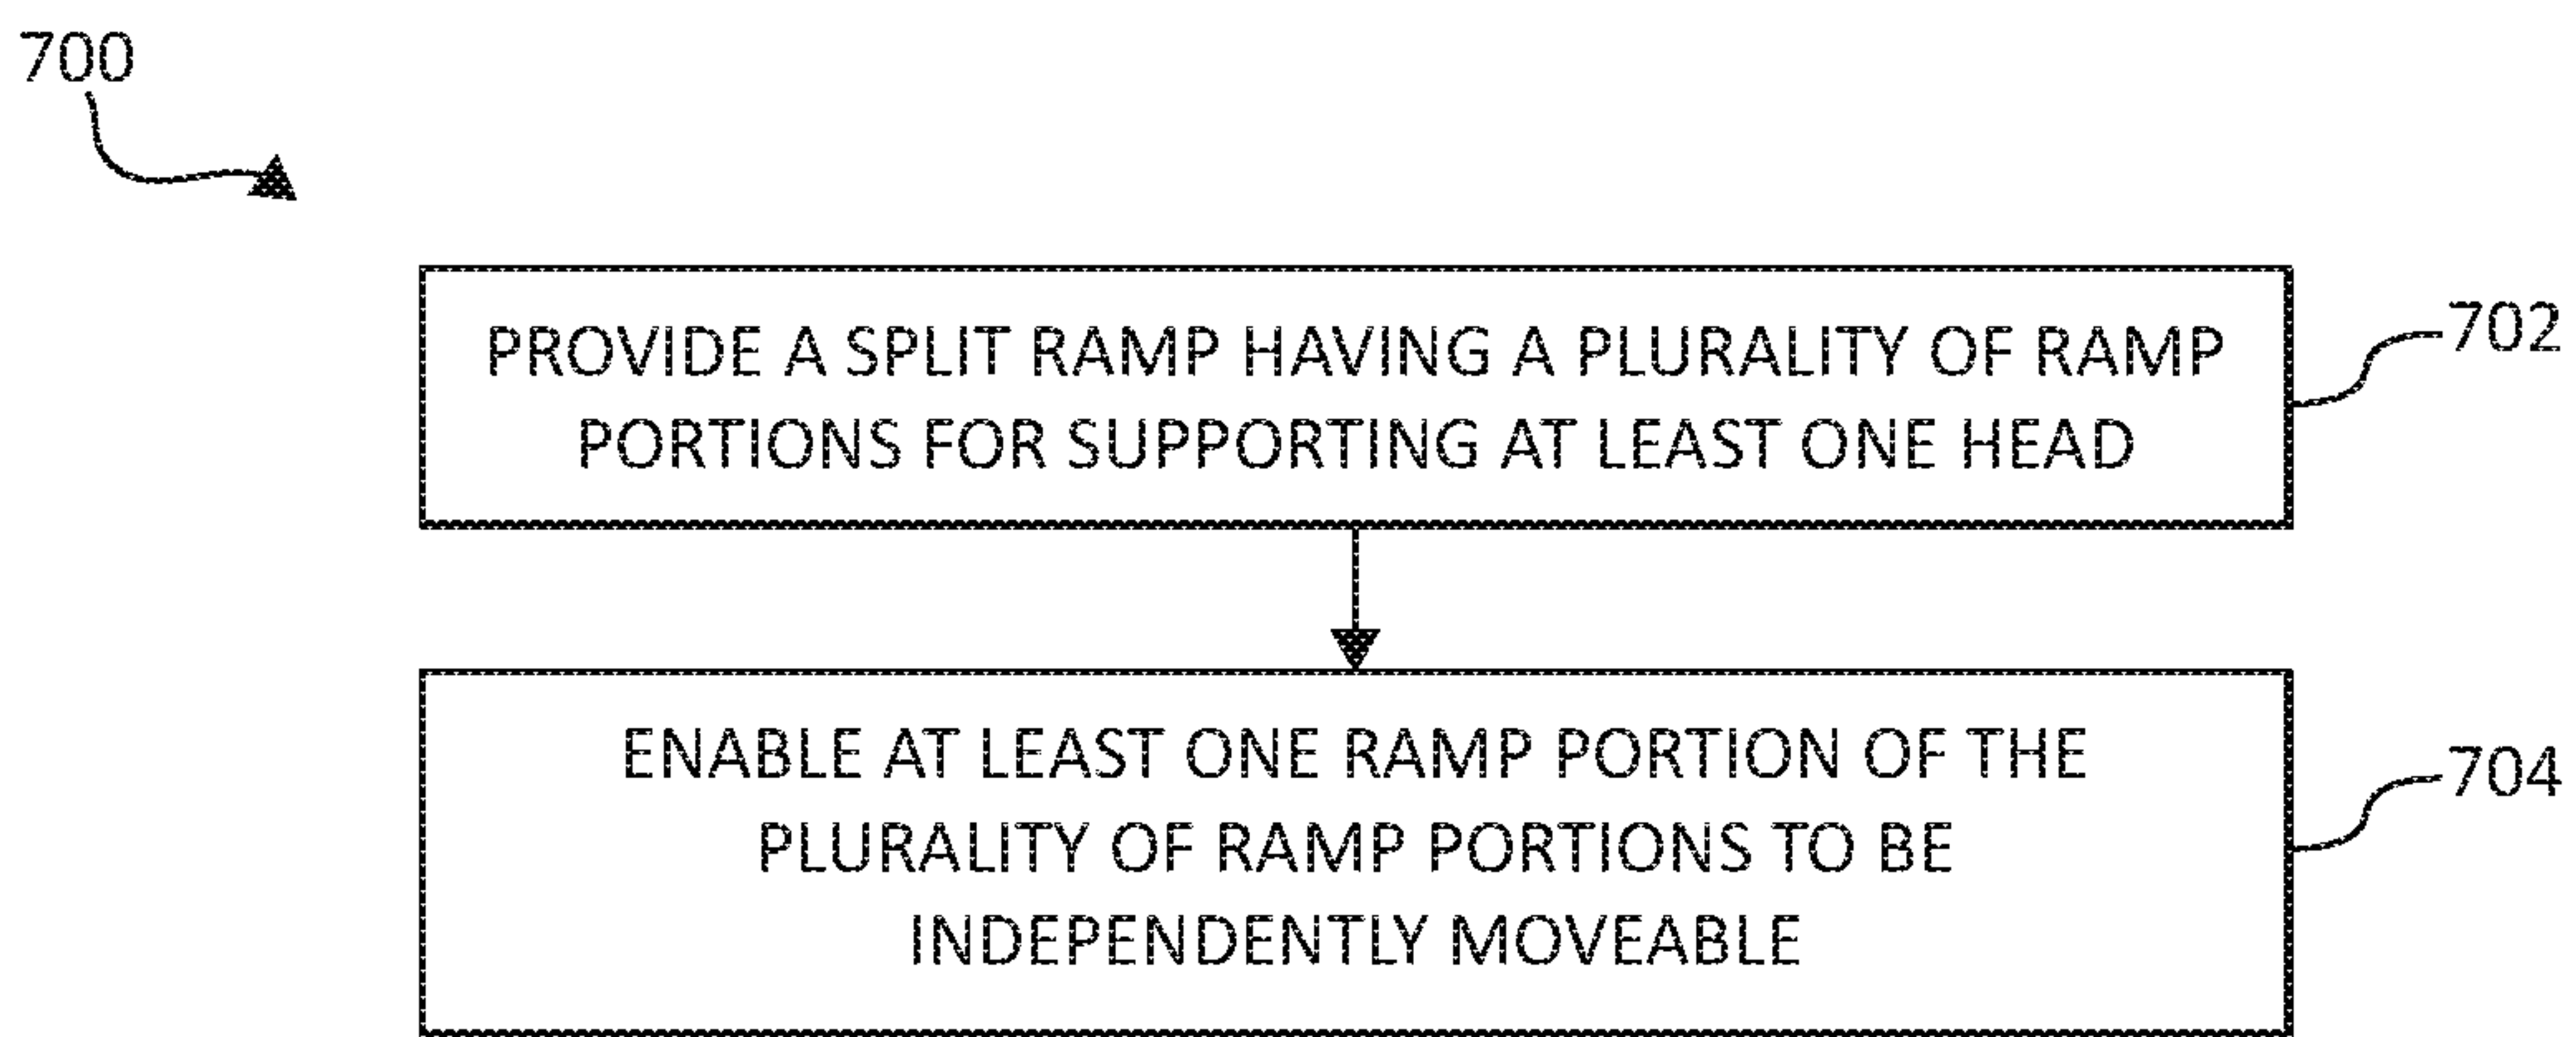 700
PROVIDE A SPLIT RAMP HAVING A PLURALITY OF RAMP
PORTIONS FOR SUPPORTING AT LEAST ONE HEAD
702
ENABLE AT LEAST ONE RAMP PORTION OF THE
PLURALITY OF RAMP PORTIONS TO BE
INDEPENDENTLY MOVEABLE
704